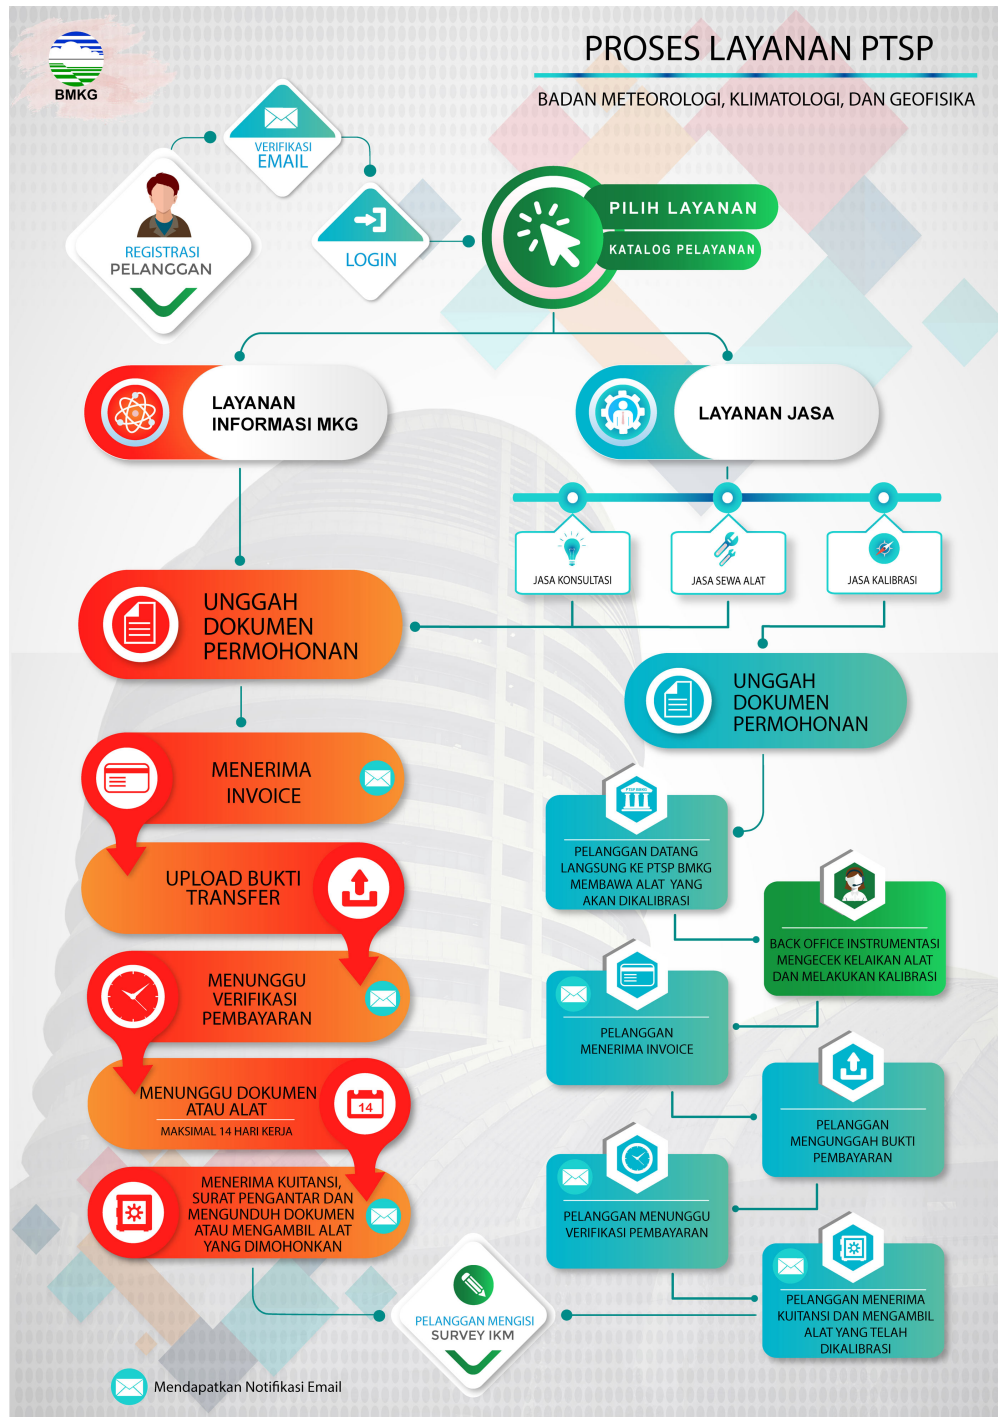 BMKG
PROSES LAYANAN PTSP
BADAN METEOROLOGI, KLIMATOLOGI, DAN GEOFISIKA
VERIFIKASI
EMAIL
REGISTRASI
PELANGGAN
LOGIN
PILIH LAYANAN
KATALOG PELAYANAN
LAYANAN
INFORMASI MKG
LAYANAN JASA
JASA KONSULTASI
JASA SEWA ALAT
JASA KALIBRASI
UNGGAH
DOKUMEN
PERMOHONAN
UNGGAH
DOKUMEN
PERMOHONAN
MENERIMA
INVOICE
UPLOAD BUKTI
TRANSFER
MENUNGGU
VERIFIKASI
PEMBAYARAN
MENUNGGU DOKUMEN
ATAU ALAT
MAKSIMAL 14 HARI KERJA
14
MENERIMA KUITANSI,
SURAT PENGANTAR DAN
MENGUNDUH DOKUMEN
ATAU MENGAMBIL ALAT
YANG DIMOHONKAN
PTSP BMKG
PELANGGAN DATANG
LANGSUNG KE PTSP BMKG
MEMBAWA ALAT YANG
AKAN DIKALIBRASI
BACK OFFICE INSTRUMENTASI
MENGECEK KELAIKAN ALAT
DAN MELAKUKAN KALIBRASI
PELANGGAN
MENERIMA INVOICE
PELANGGAN
MENGUNGGAH BUKTI
PEMBAYARAN
PELANGGAN MENUNGGU
VERIFIKASI PEMBAYARAN
PELANGGAN MENERIMA
KUITANSI DAN MENGAMBIL
ALAT YANG TELAH
DIKALIBRASI
PELANGGAN MENGISI
SURVEY IKM
Mendapatkan Notifikasi Email